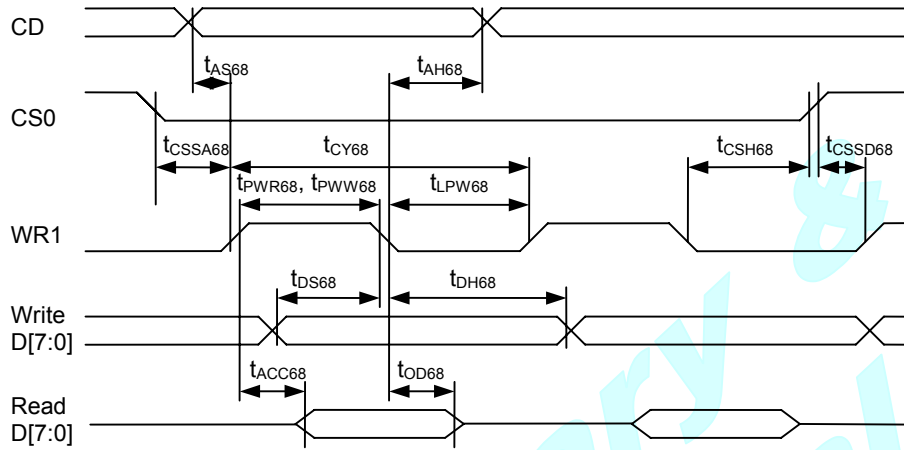 CD
tAS68
tAH68
CS0
tCSSA68
tCY68
tCSH68
tCSSD68
tPWR68, tPWW68
tLPW68
WR1
tDS68
tDH68
Write
D[7:0]
tACC68
tOD68
Read
D[7:0]